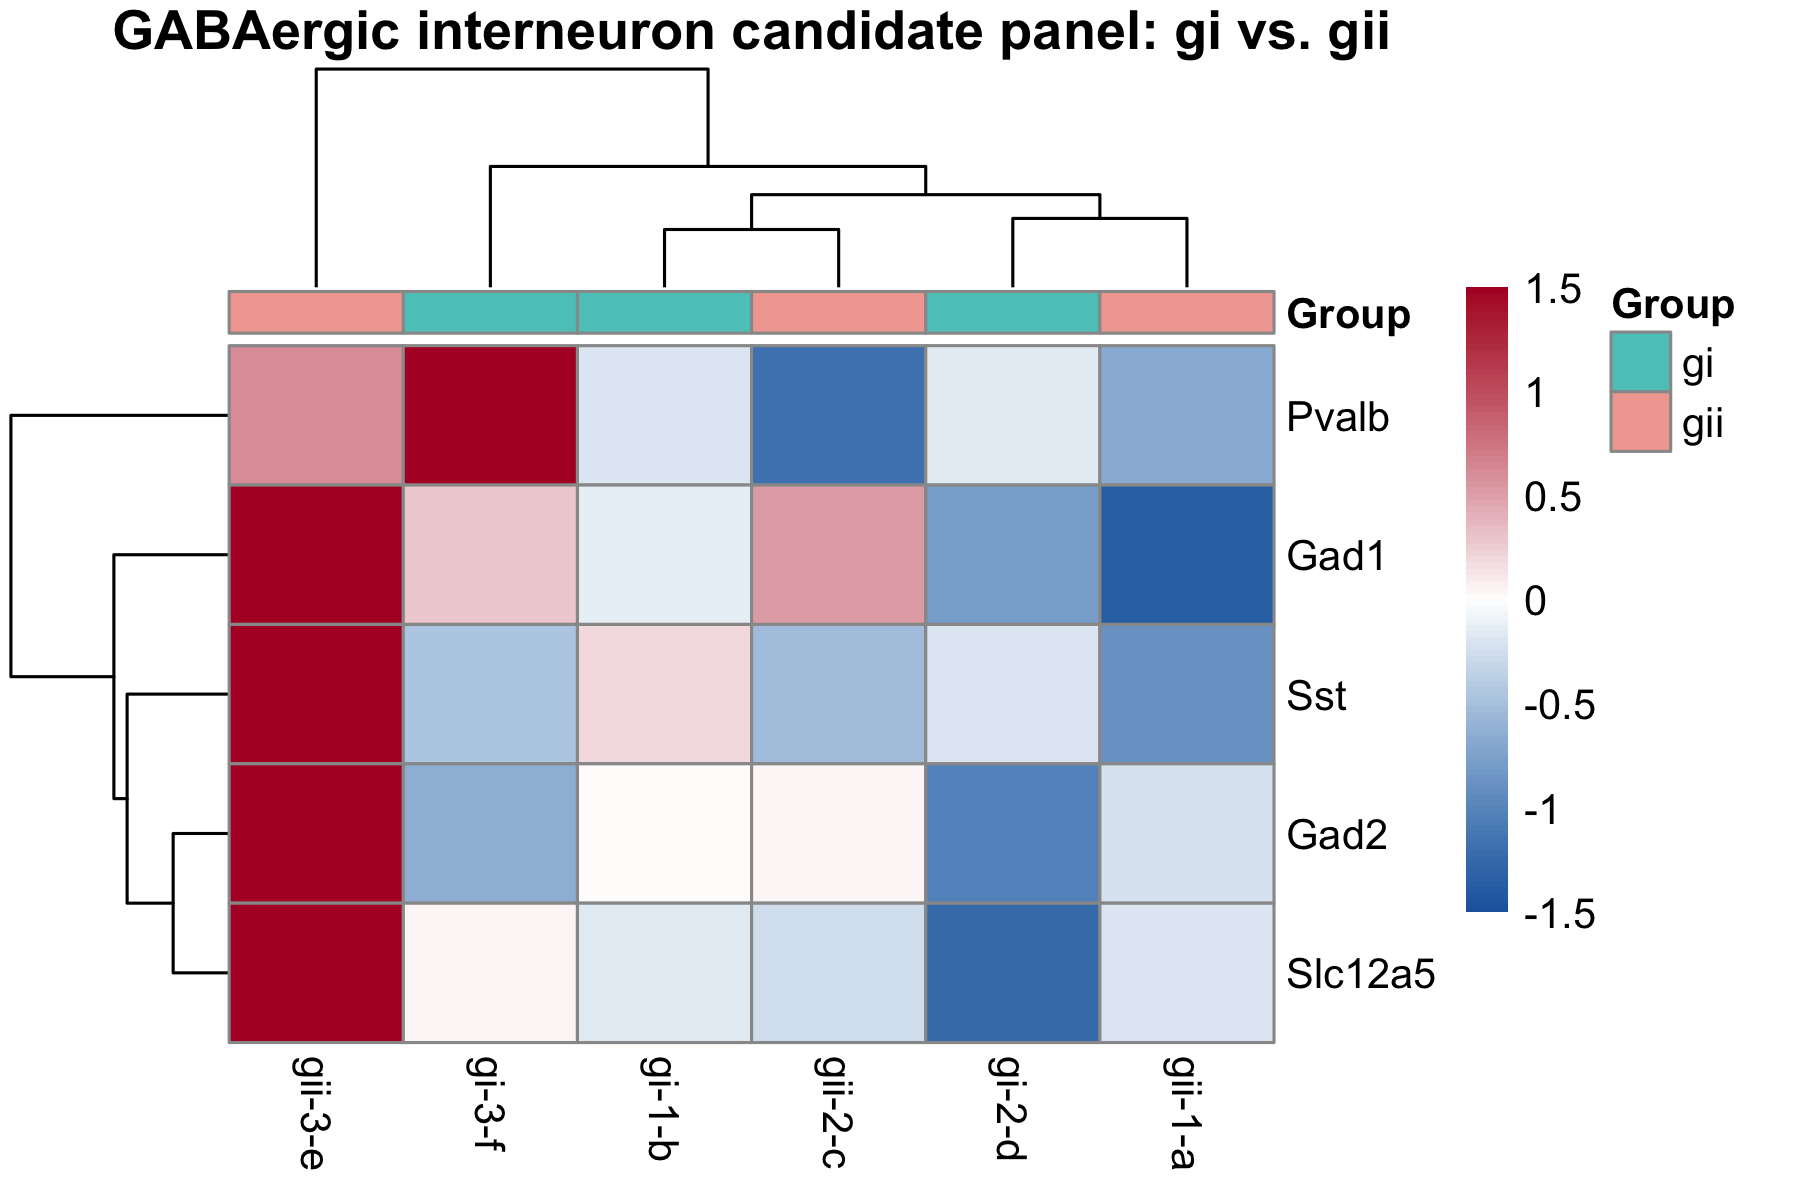 GABAergic interneuron candidate panel: gi vs. gii
Group
Pvalb
Gad1
Sst
Gad2
Slc12a5
gii-3-e
gi-3-f
gi-1-b
gii-2-c
gi-2-d
gii-1-a
1.5
1
0.5
0
-0.5
-1
-1.5
Group
gi
gii